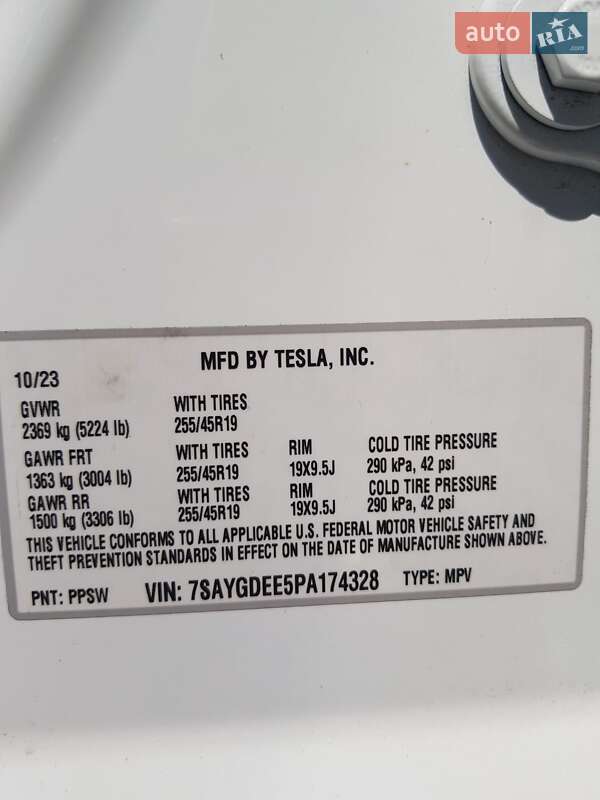 auto RIA.com
MFD BY TESLA, INC.
10/23
GVWR WITH TIRES
2369 kg (5224 lb) 255/45R19
GAWR FRT WITH TIRES RIM COLD TIRE PRESSURE
1363 kg (3004 lb) 255/45R19 19X9.5J 290 kPa, 42 psi
GAWR RR WITH TIRES RIM COLD TIRE PRESSURE
1500 kg (3306 lb) 255/45R19 19X9.5J 290 kPa, 42 psi
THIS VEHICLE CONFORMS TO ALL APPLICABLE U.S. FEDERAL MOTOR VEHICLE SAFETY AND
THEFT PREVENTION STANDARDS IN EFFECT ON THE DATE OF MANUFACTURE SHOWN ABOVE.
PNT: PPSW VIN: 7SAYGDEE5PA174328 TYPE: MPV